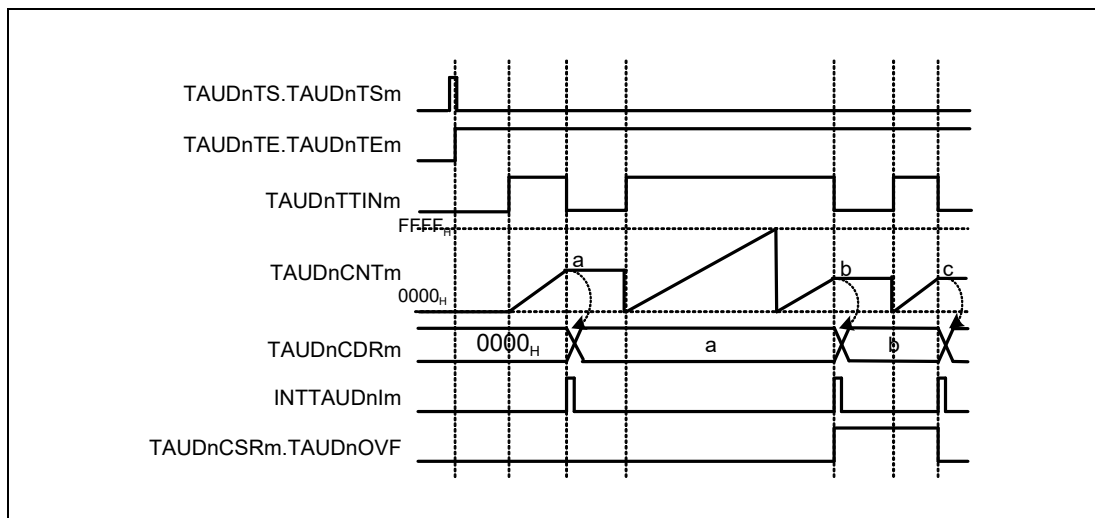 TAUDnTS.TAUDnTSm
TAUDnTE.TAUDnTEm
TAUDnTTINm
FFFFH
TAUDnCNTm
a
b
c
0000H
TAUDnCDRm
0000H
a
b
INTTAUDnIm
TAUDnCSRm.TAUDnOVF